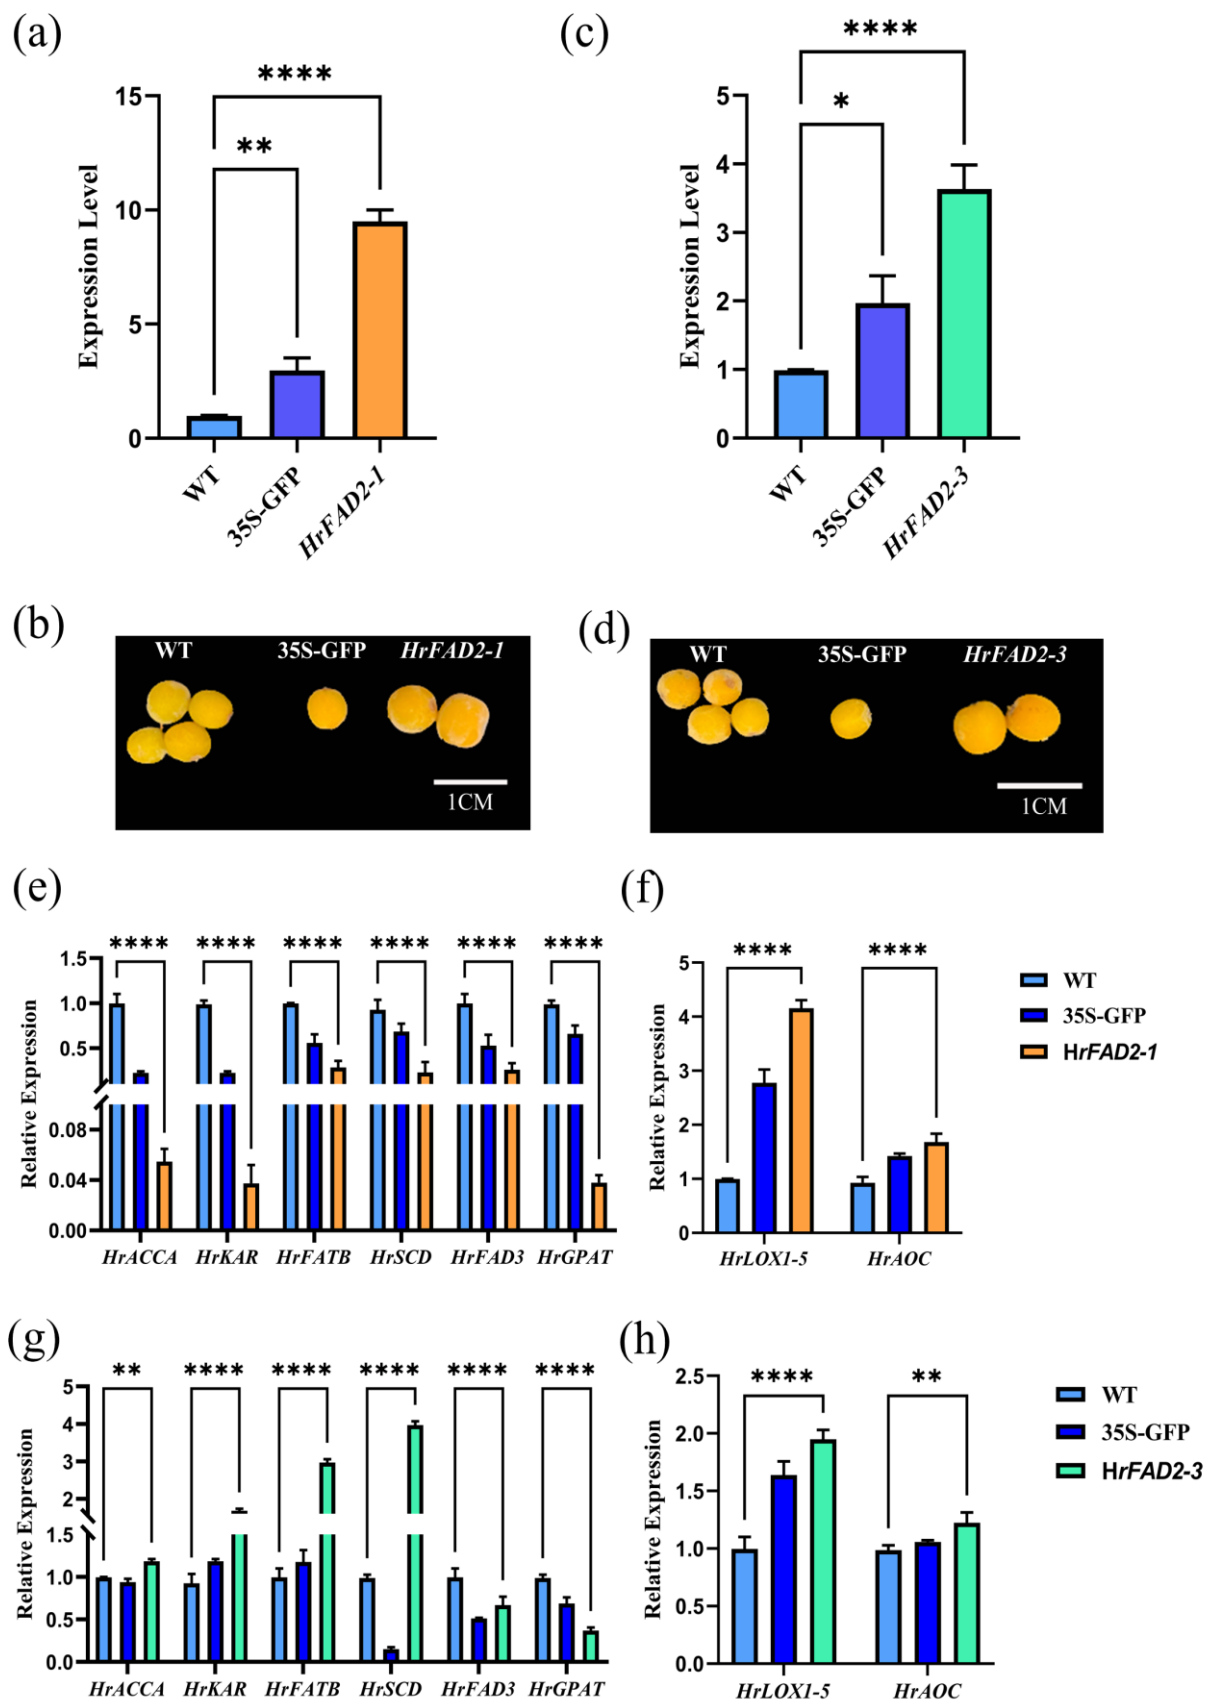 (a)
(c)
****
**
15
10
5
0
Expression Level
WT
35S-GFP
HrFAD2-1
****
*
5
4
3
2
1
0
Expression Level
WT
35S-GFP
HrFAD2-3
(b)
WT 35S-GFP HrFAD2-1
1CM
(d)
WT 35S-GFP HrFAD2-3
1CM
(e)
**** **** **** **** **** ****
1.5
1.0
0.5
0.08
0.04
0.00
Relative Expression
HrACCA HrKAR HrFATB HrSCD HrFAD3 HrGPAT
(f)
**** ****
5
4
3
2
1
0
Relative Expression
HrLOX1-5 HrAOC
WT
35S-GFP
HrFAD2-1
(g)
** **** **** **** **** ****
5
4
3
2
1.5
1.0
0.5
0.0
Relative Expression
HrACCA HrKAR HrFATB HrSCD HrFAD3 HrGPAT
(h)
**** **
2.5
2.0
1.5
1.0
0.5
0.0
Relative Expression
HrLOX1-5 HrAOC
WT
35S-GFP
HrFAD2-3